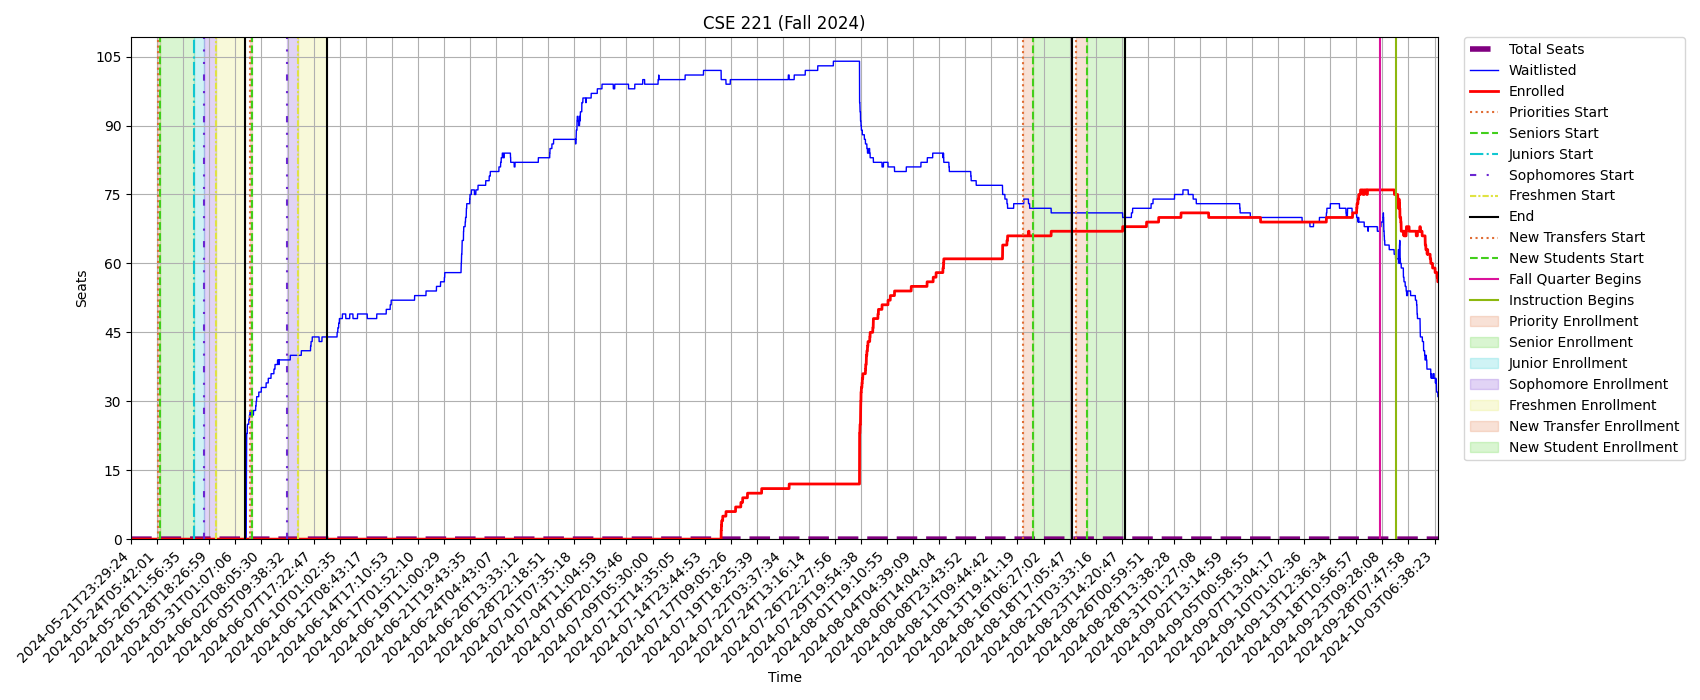 CSE 221 (Fall 2024)
105
90
75
60
45
30
15
0
Seats
2024-05-21T23:29:24
2024-05-24T05:42:01
2024-05-26T11:56:35
2024-05-28T18:26:59
2024-05-31T01:07:06
2024-06-02T08:05:30
2024-06-05T09:38:32
2024-06-07T17:22:47
2024-06-10T01:02:35
2024-06-12T08:43:17
2024-06-14T17:10:53
2024-06-17T01:52:10
2024-06-19T11:00:29
2024-06-21T19:43:35
2024-06-24T04:43:07
2024-06-26T13:33:12
2024-06-28T22:18:51
2024-07-01T07:35:18
2024-07-04T11:04:59
2024-07-06T20:15:46
2024-07-09T05:30:00
2024-07-12T14:35:05
2024-07-14T23:44:53
2024-07-17T09:05:26
2024-07-19T18:25:39
2024-07-22T03:37:34
2024-07-24T13:16:14
2024-07-26T22:27:56
2024-07-29T19:54:38
2024-08-01T19:10:55
2024-08-04T04:39:09
2024-08-06T14:04:04
2024-08-08T23:43:52
2024-08-11T09:44:42
2024-08-13T19:41:19
2024-08-16T06:27:02
2024-08-18T17:05:47
2024-08-21T03:33:16
2024-08-23T14:20:47
2024-08-26T00:59:51
2024-08-28T13:38:28
2024-08-31T01:27:08
2024-09-02T13:14:59
2024-09-05T00:58:55
2024-09-07T13:04:17
2024-09-10T01:02:36
2024-09-13T12:36:34
2024-09-18T10:56:57
2024-09-23T09:28:08
2024-09-28T07:47:58
2024-10-03T06:38:23
Time
Total Seats
Waitlisted
Enrolled
Priorities Start
Seniors Start
Juniors Start
Sophomores Start
Freshmen Start
End
New Transfers Start
New Students Start
Fall Quarter Begins
Instruction Begins
Priority Enrollment
Senior Enrollment
Junior Enrollment
Sophomore Enrollment
Freshmen Enrollment
New Transfer Enrollment
New Student Enrollment